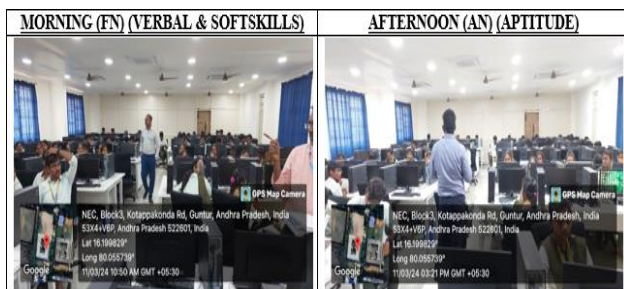 MORNING (FN) (VERBAL & SOFTSKILLS)
AFTERNOON (AN) (APTITUDE)
GPS Map Camera
NEC, Block3, Kotappakonda Rd, Guntur, Andhra Pradesh, India
53X4+V6P, Andhra Pradesh 522601, India
Lat 16.199829°
Long 80.055739°
11/03/24 10:50 AM GMT +05:30
Google
GPS Map Camera
NEC, Block3, Kotappakonda Rd, Guntur, Andhra Pradesh, India
53X4+V6P, Andhra Pradesh 522601, India
Lat 16.199829°
Long 80.055739°
11/03/24 03:21 PM GMT +05:30
Google